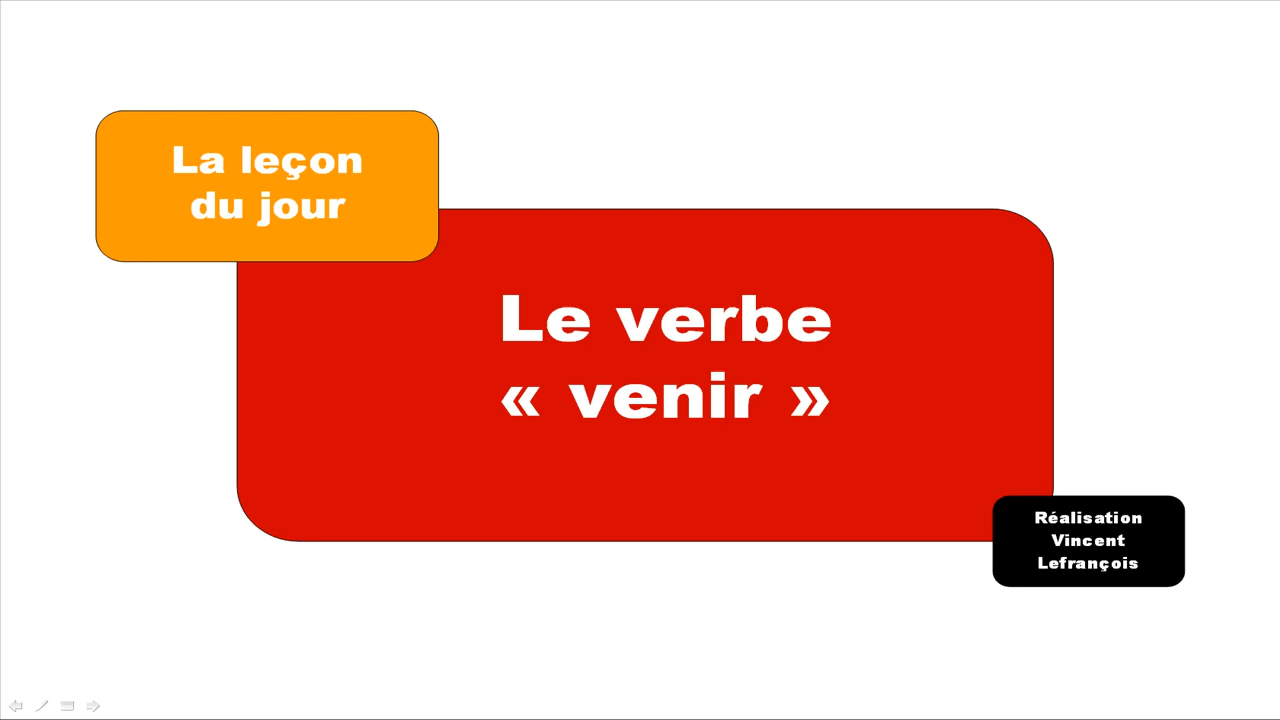 La leçon
du jour
Le verbe
« venir »
Réalisation
Vincent
Lefrançois